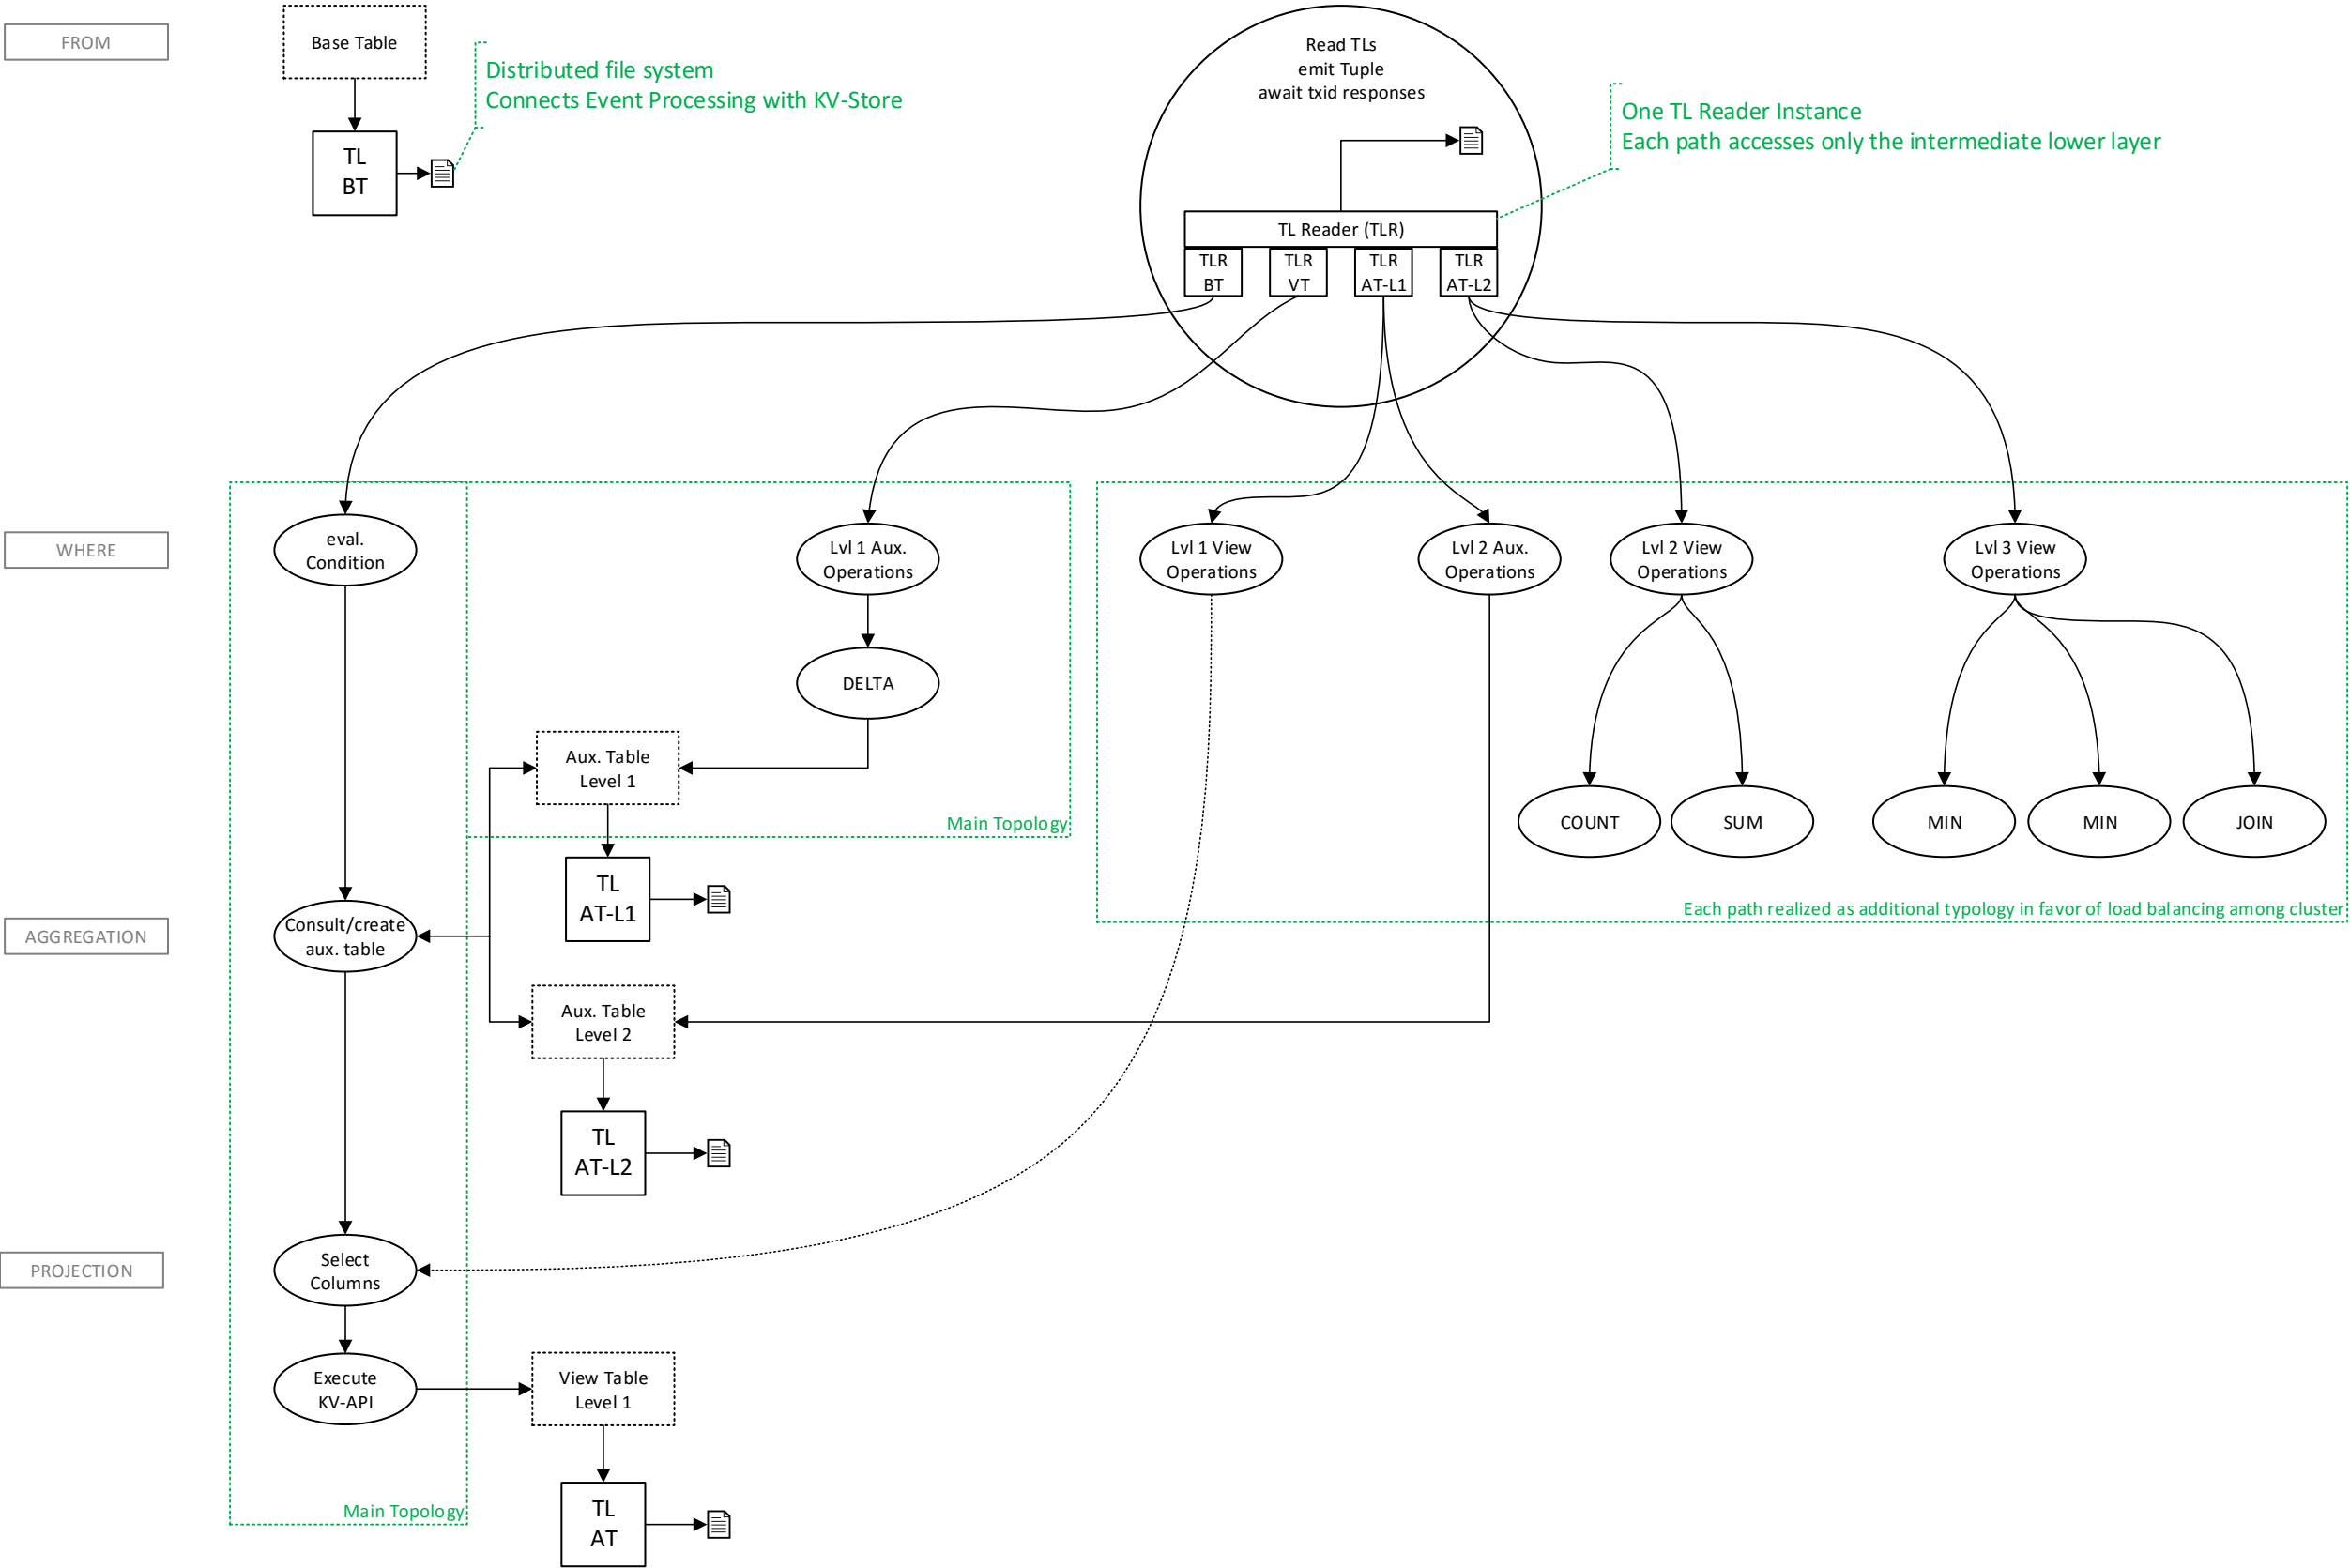 FROM
Base Table
Distributed file system
Connects Event Processing with KV-Store
TL
BT
Read TLs
emit Tuple
await txid responses
One TL Reader Instance
Each path accesses only the intermediate lower layer
TL Reader (TLR)
TLR
BT
TLR
VT
TLR
AT-L1
TLR
AT-L2
WHERE
eval.
Condition
Lvl 1 Aux.
Operations
Lvl 1 View
Operations
Lvl 2 Aux.
Operations
Lvl 2 View
Operations
Lvl 3 View
Operations
DELTA
Aux. Table
Level 1
Main Topology
COUNT
SUM
MIN
MIN
JOIN
TL
AT-L1
Each path realized as additional typology in favor of load balancing among cluster
AGGREGATION
Consult/create
aux. table
Aux. Table
Level 2
TL
AT-L2
PROJECTION
Select
Columns
Execute
KV-API
View Table
Level 1
Main Topology
TL
AT